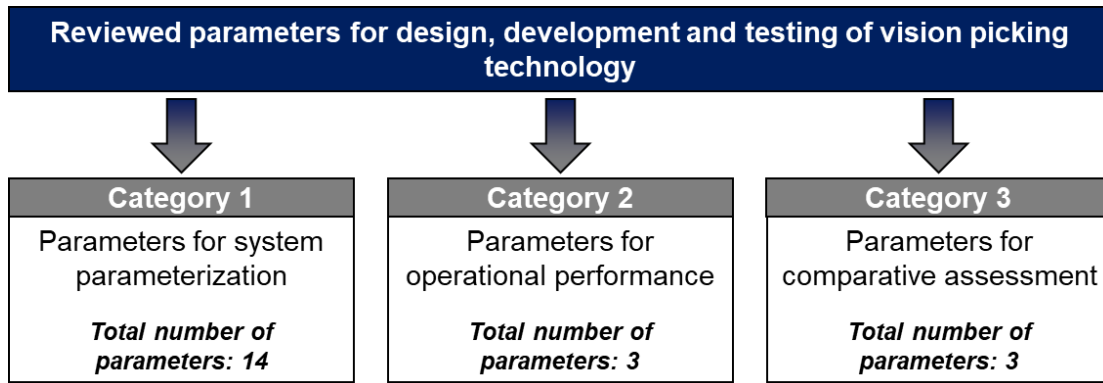 Reviewed parameters for design, development and testing of vision picking
technology
Category 1
Parameters for system
parameterization
Total number of
parameters: 14
Category 2
Parameters for
operational performance
Total number of
parameters: 3
Category 3
Parameters for
comparative assessment
Total number of
parameters: 3